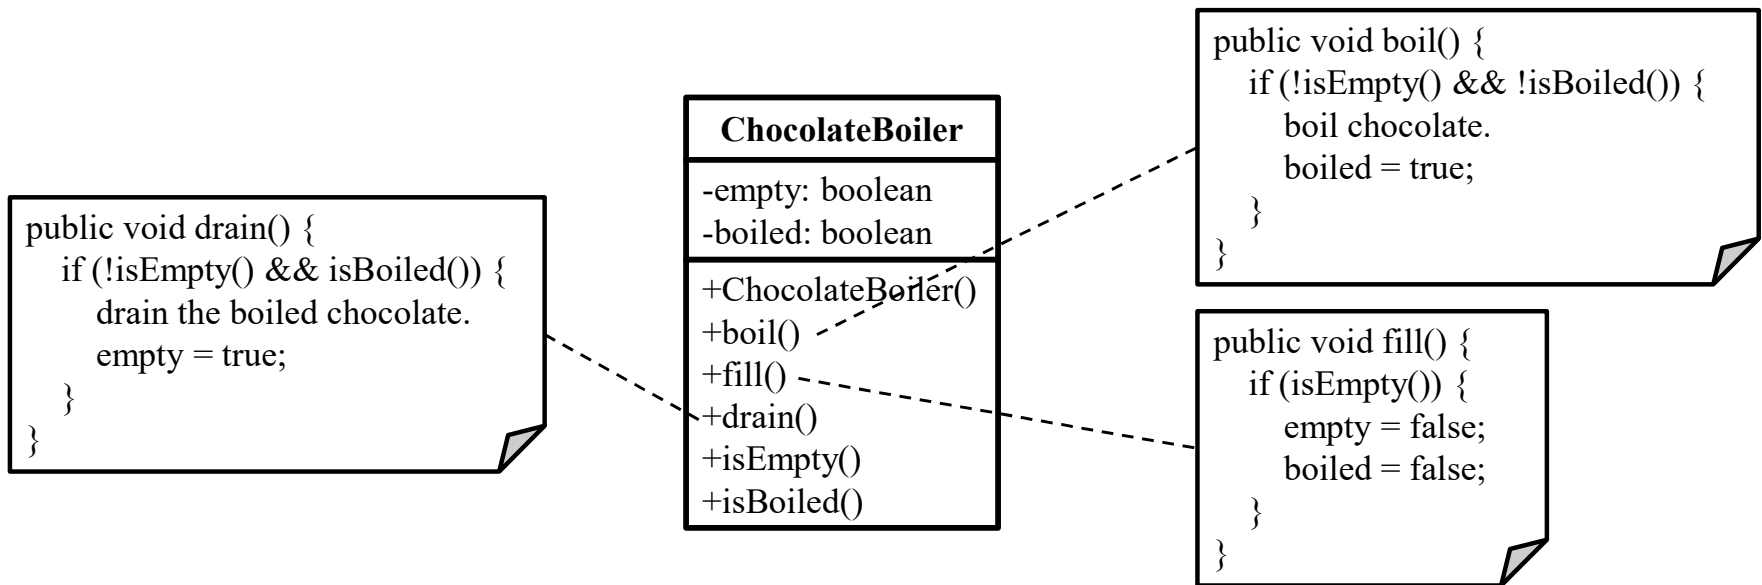 public void drain() {
if (!isEmpty() && isBoiled()) {
drain the boiled chocolate.
empty = true;
}
}
ChocolateBoiler
-empty: boolean
-boiled: boolean
+ChocolateBoiler()
+boil()
+fill()
+drain()
+isEmpty()
+isBoiled()
public void boil() {
if (!isEmpty() && !isBoiled()) {
boil chocolate.
boiled = true;
}
}
public void fill() {
if (isEmpty()) {
empty = false;
boiled = false;
}
}